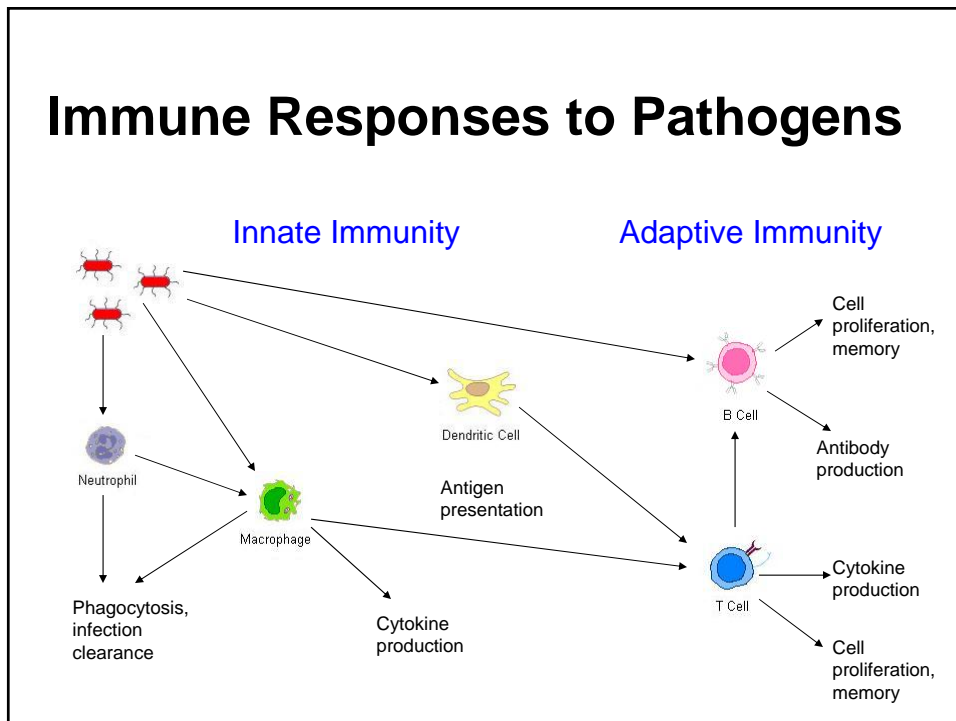 Immune Responses to Pathogens
Innate Immunity
Adaptive Immunity
Cell
proliferation,
memory
B Cell
Dendritic Cell
Antibody
production
Neutrophil
Antigen
presentation
Macrophage
Cytokine
production
T Cell
Phagocytosis,
infection
clearance
Cytokine
production
Cell
proliferation,
memory